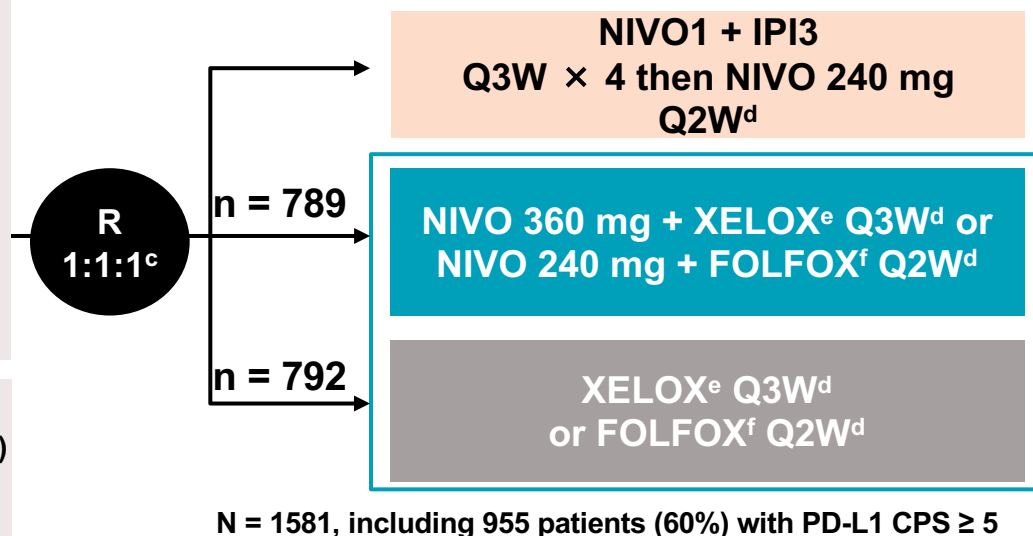 NIVO1 + IPI3
Q3W × 4 then NIVO 240 mg
Q2Wᵈ
R
1:1:1ᶜ
n = 789
NIVO 360 mg + XELOXᵉ Q3Wᵈ or
NIVO 240 mg + FOLFOXᶠ Q2Wᵈ
n = 792
XELOXᵉ Q3Wᵈ
or FOLFOXᶠ Q2Wᵈ
)
N = 1581, including 955 patients (60%) with PD-L1 CPS ≥ 5